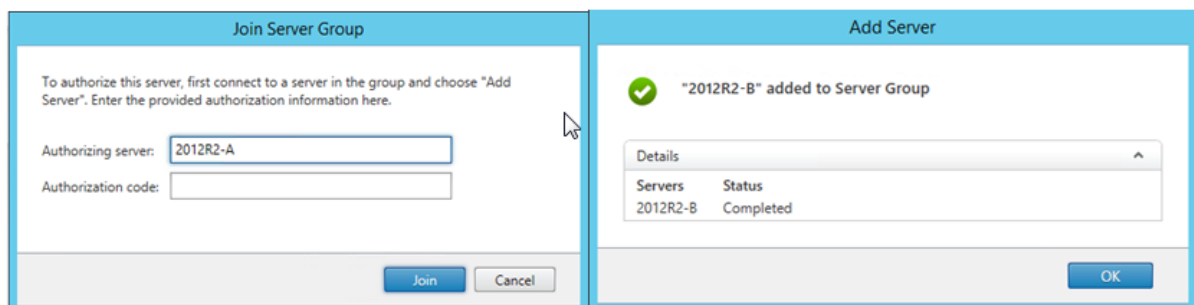 Join Server Group
To authorize this server, first connect to a server in the group and choose "Add
Server". Enter the provided authorization information here.
Authorizing server: 2012R2-A
Authorization code:
Join Cancel
Add Server
"2012R2-B" added to Server Group
Details
Servers Status
2012R2-B Completed
OK